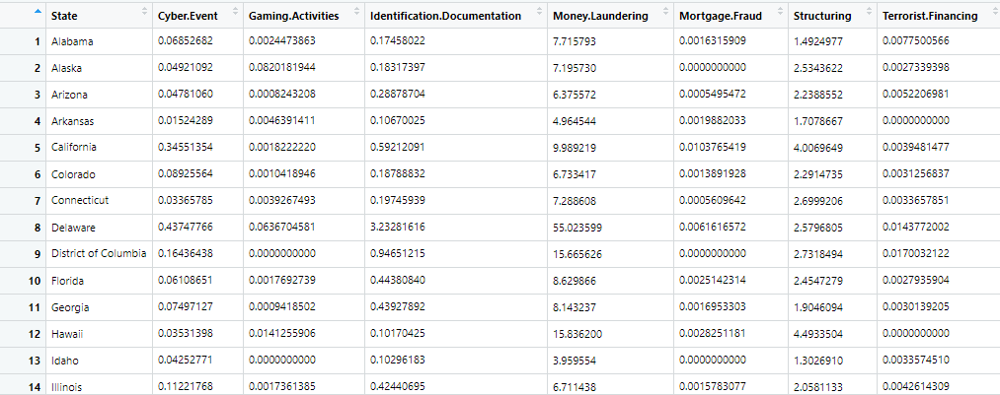 State Cyber.Event Gaming.Activities Identification.Documentation Money.Laundering Mortgage.Fraud Structuring Terrorist.Financing
1 Alabama 0.06852682 0.0024473863 0.17458022 7.715793 0.0016315909 1.4924977 0.0077500566
2 Alaska 0.04921092 0.0820181944 0.18317397 7.195730 0.0000000000 2.5343622 0.0027339398
3 Arizona 0.04781060 0.0008243208 0.28878704 6.375572 0.0005495472 2.2388552 0.0052206981
4 Arkansas 0.01524289 0.0046391411 0.10670025 4.964544 0.0019882033 1.7078667 0.0000000000
5 California 0.34551354 0.0018222220 0.59212091 9.989219 0.0103765419 4.0069649 0.0039481477
6 Colorado 0.08925564 0.0010418946 0.18788832 6.733417 0.0013891928 2.2914735 0.0031256837
7 Connecticut 0.03365785 0.0039267493 0.19745939 7.288608 0.0005609642 2.6999206 0.0033657851
8 Delaware 0.43747766 0.0636704581 3.23281616 55.023599 0.0061616572 2.5796805 0.0143772002
9 District of Columbia 0.16436438 0.0000000000 0.94651215 15.665626 0.0000000000 2.7318494 0.0170032122
10 Florida 0.06108651 0.0017692739 0.44380840 8.629866 0.0025142314 2.4547279 0.0027935904
11 Georgia 0.07497127 0.0009418502 0.43927892 8.143237 0.0016953303 1.9046094 0.0030139205
12 Hawaii 0.03531398 0.0141255906 0.10170425 15.836200 0.0028251181 4.4933504 0.0000000000
13 Idaho 0.04252771 0.0000000000 0.10296183 3.959554 0.0000000000 1.3026910 0.0033574510
14 Illinois 0.11221768 0.0017361385 0.42440695 6.711438 0.0015783077 2.0581133 0.0042614309